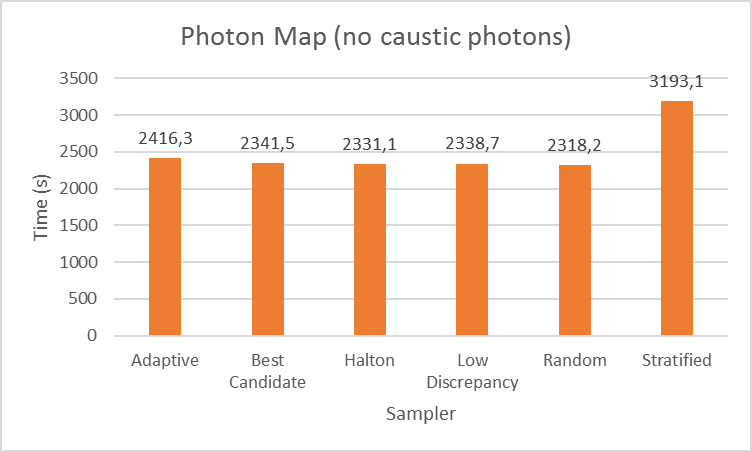 Photon Map (no caustic photons)
3500
3000
2500
2000
1500
1000
500
0
Time (s)
2416,3
2341,5
2331,1
2338,7
2318,2
3193,1
Adaptive
Best
Candidate
Halton
Low
Discrepancy
Random
Stratified
Sampler